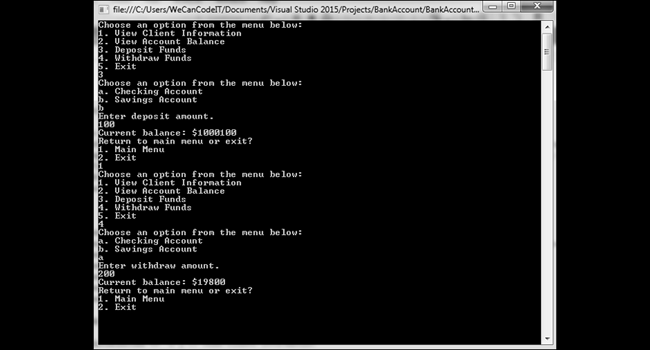 file:///C:/Users/WeCanCodeIT/Documents/Visual Studio 2015/Projects/BankAccount/BankAccount...
Choose an option from the menu below:
1. View Client Information
2. View Account Balance
3. Deposit Funds
4. Withdraw Funds
5. Exit
3
Choose an option from the menu below:
a. Checking Account
b. Savings Account
b
Enter deposit amount.
100
Current balance: $1000100
Return to main menu or exit?
1. Main Menu
2. Exit
1
Choose an option from the menu below:
1. View Client Information
2. View Account Balance
3. Deposit Funds
4. Withdraw Funds
5. Exit
4
Choose an option from the menu below:
a. Checking Account
b. Savings Account
a
Enter withdraw amount.
200
Current balance: $19800
Return to main menu or exit?
1. Main Menu
2. Exit